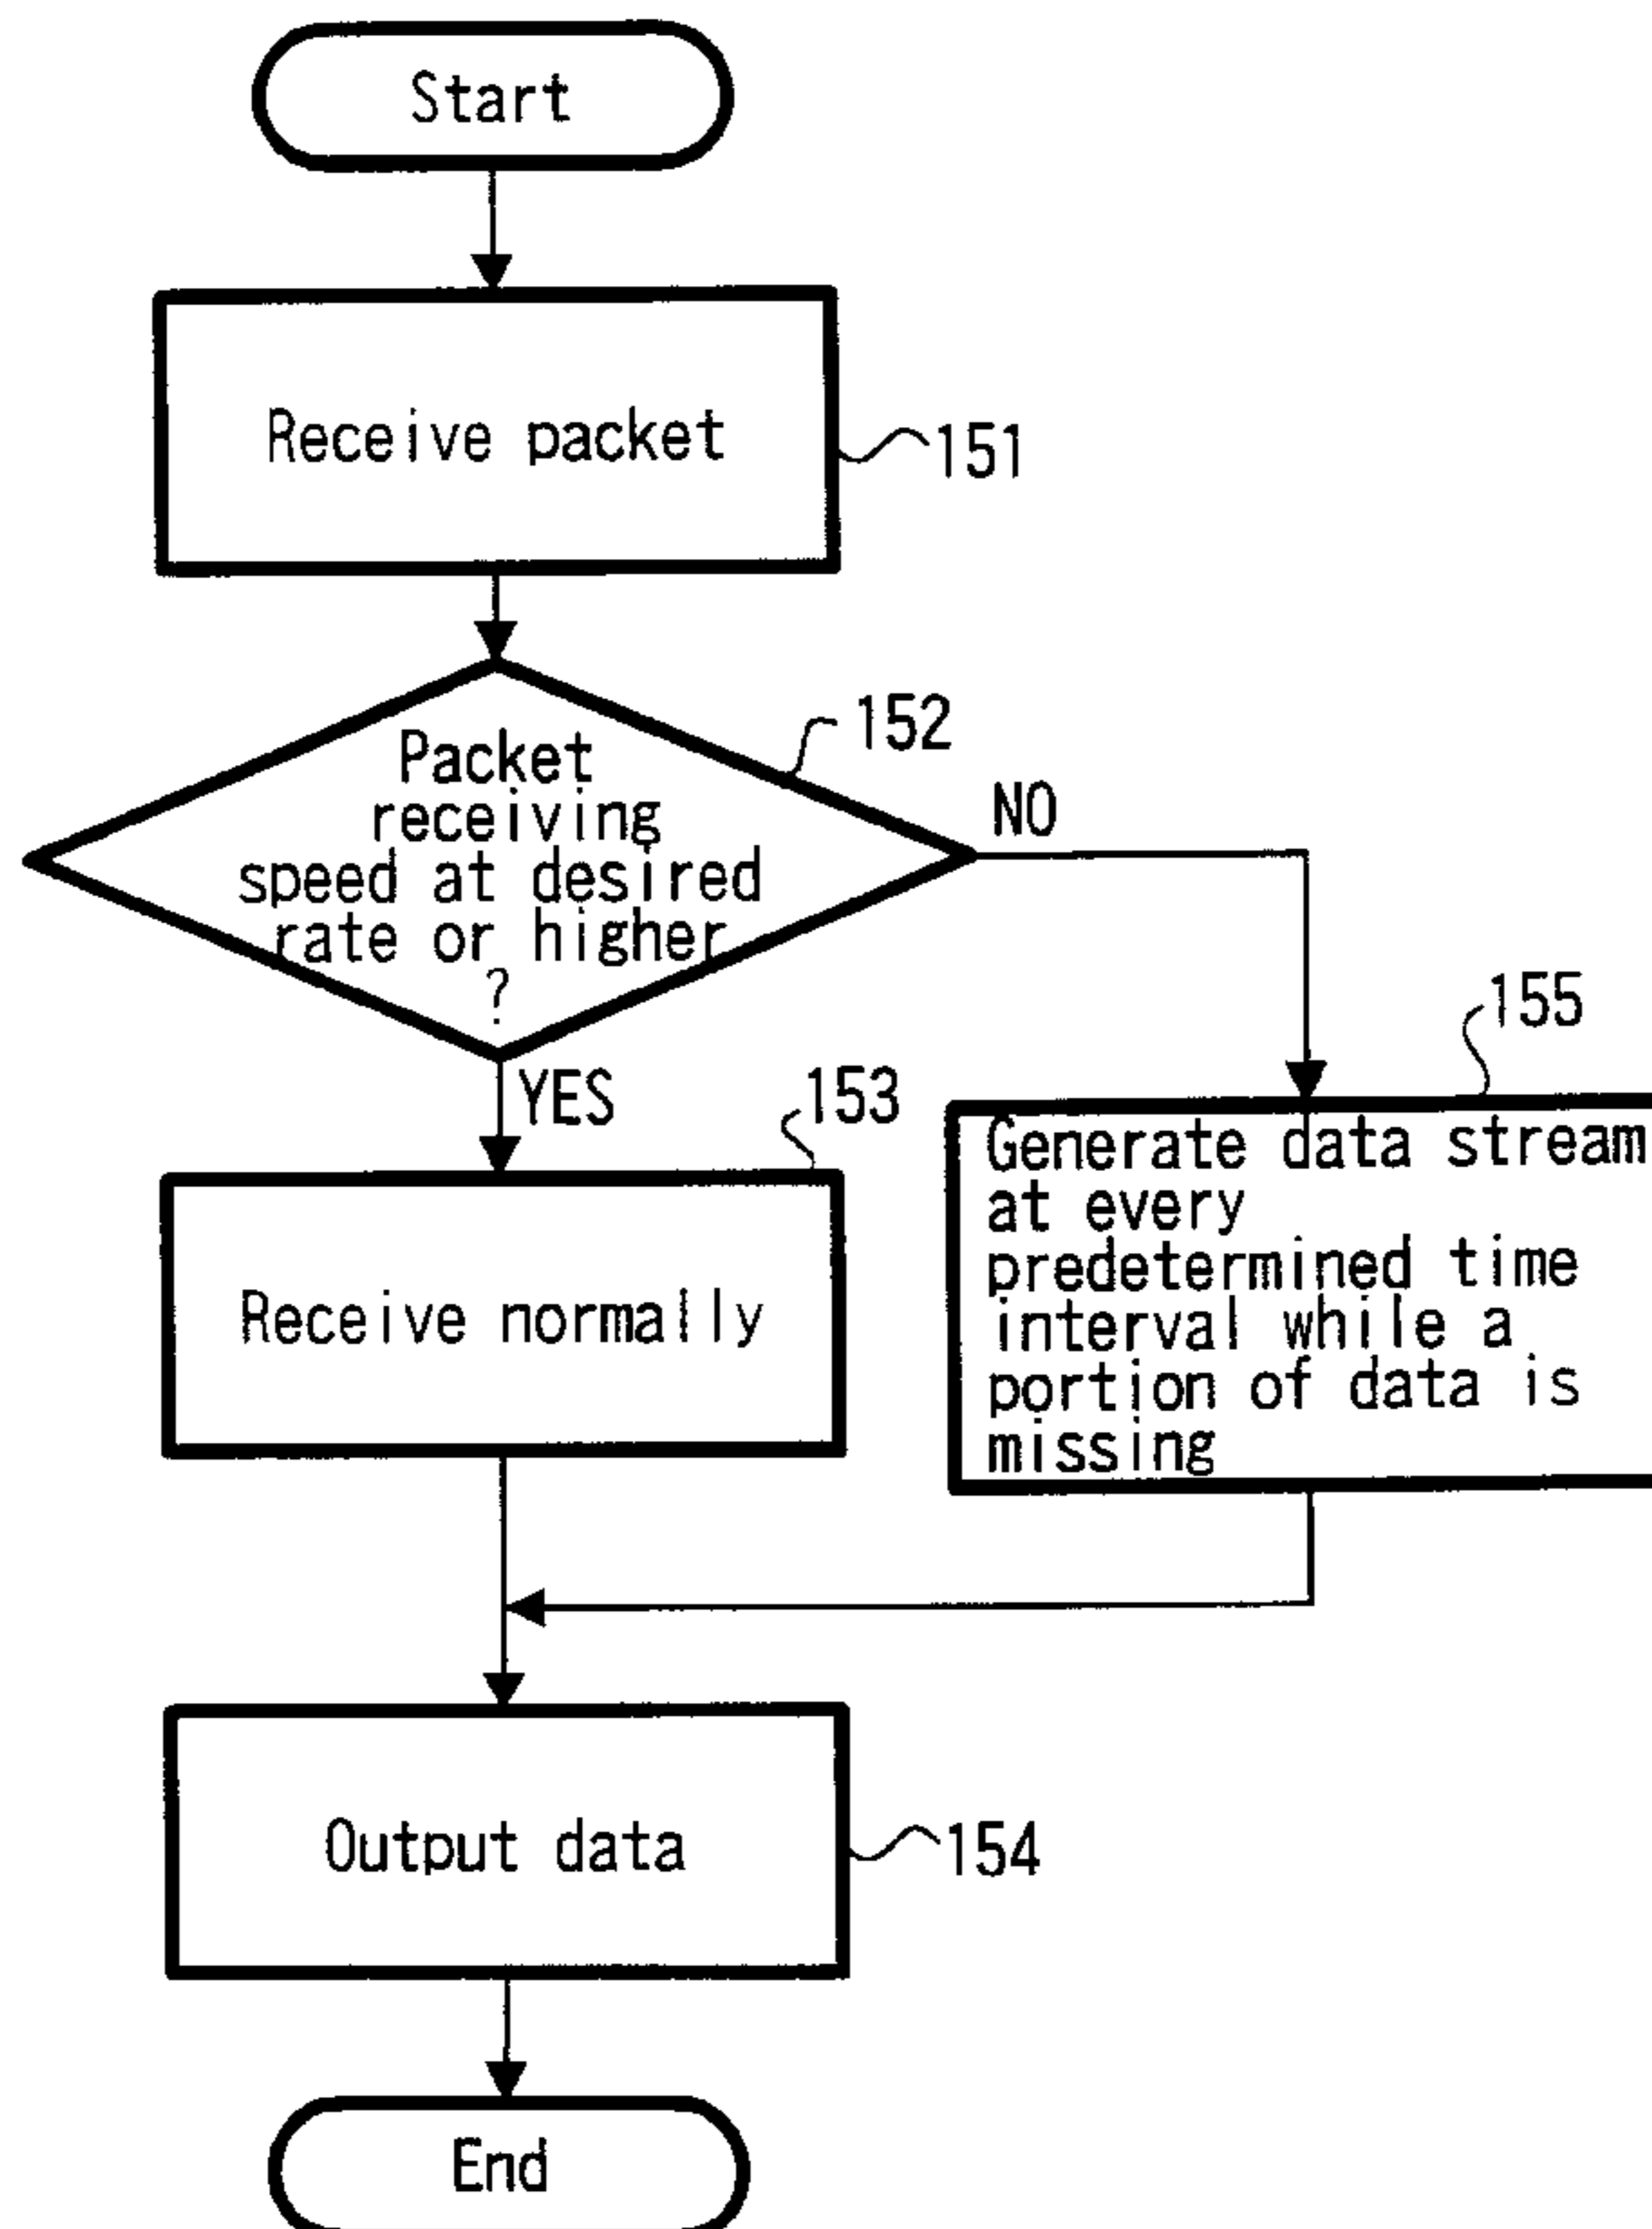 Start
Receive packet
151
152
Packet
receiving
speed at desired
rate or higher
?
NO
YES
153
Receive normally
155
Generate data stream
at every
predetermined time
interval while a
portion of data is
missing
Output data
154
End